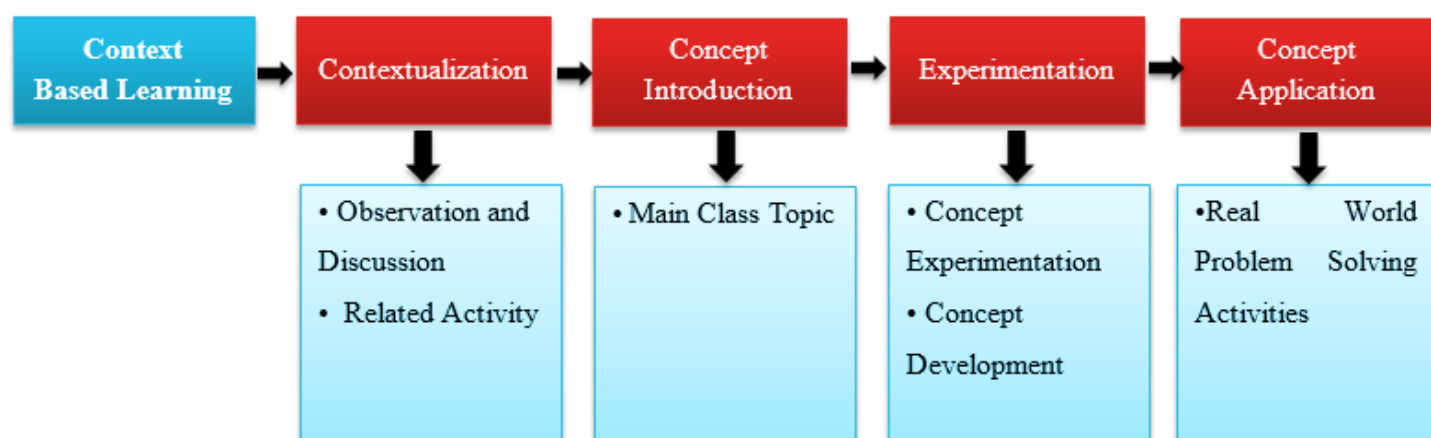 Context
Based Learning
Contextualization
Concept
Introduction
Experimentation
Concept
Application
• Observation and
Discussion
• Related Activity
• Main Class Topic
• Concept
Experimentation
• Concept
Development
•Real World
Problem Solving
Activities